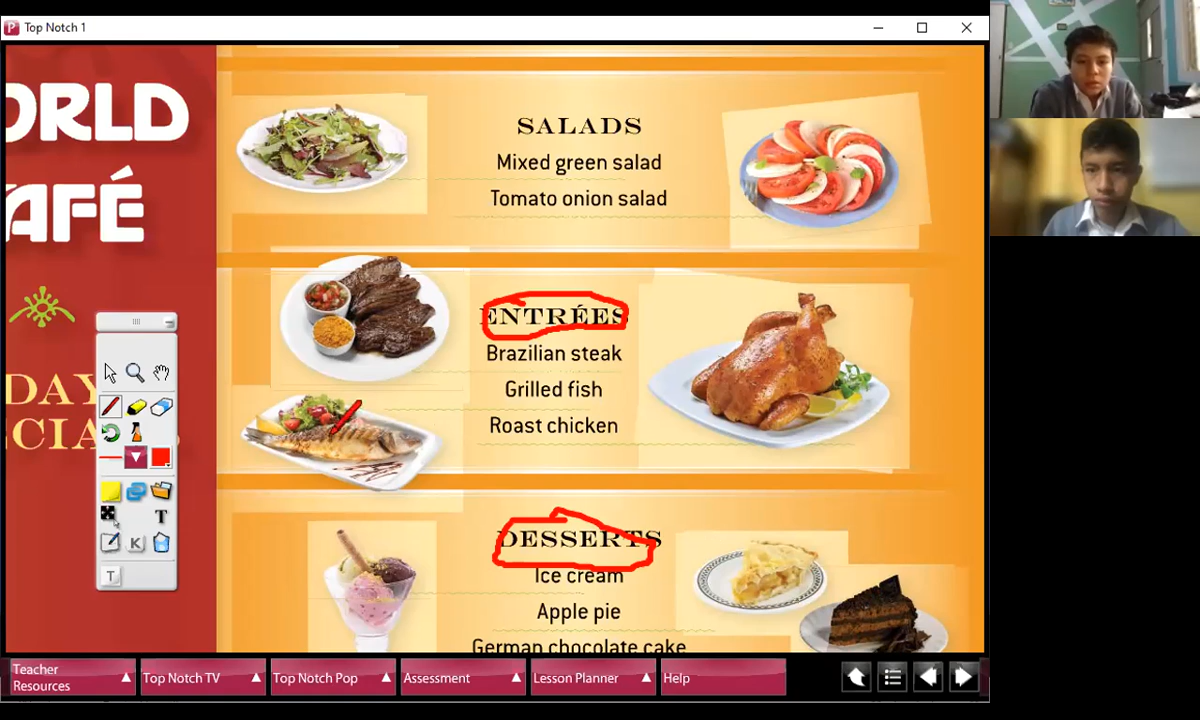 Top Notch 1
ORLD
AFÉ
DAY
CIA
SALADS
Mixed green salad
Tomato onion salad
ENTRÉES
Brazilian steak
Grilled fish
Roast chicken
DESSERTS
Ice cream
Apple pie
German chocolate cake
T
K
T
Teacher
Resources
Top Notch TV
Top Notch Pop
Assessment
Lesson Planner
Help